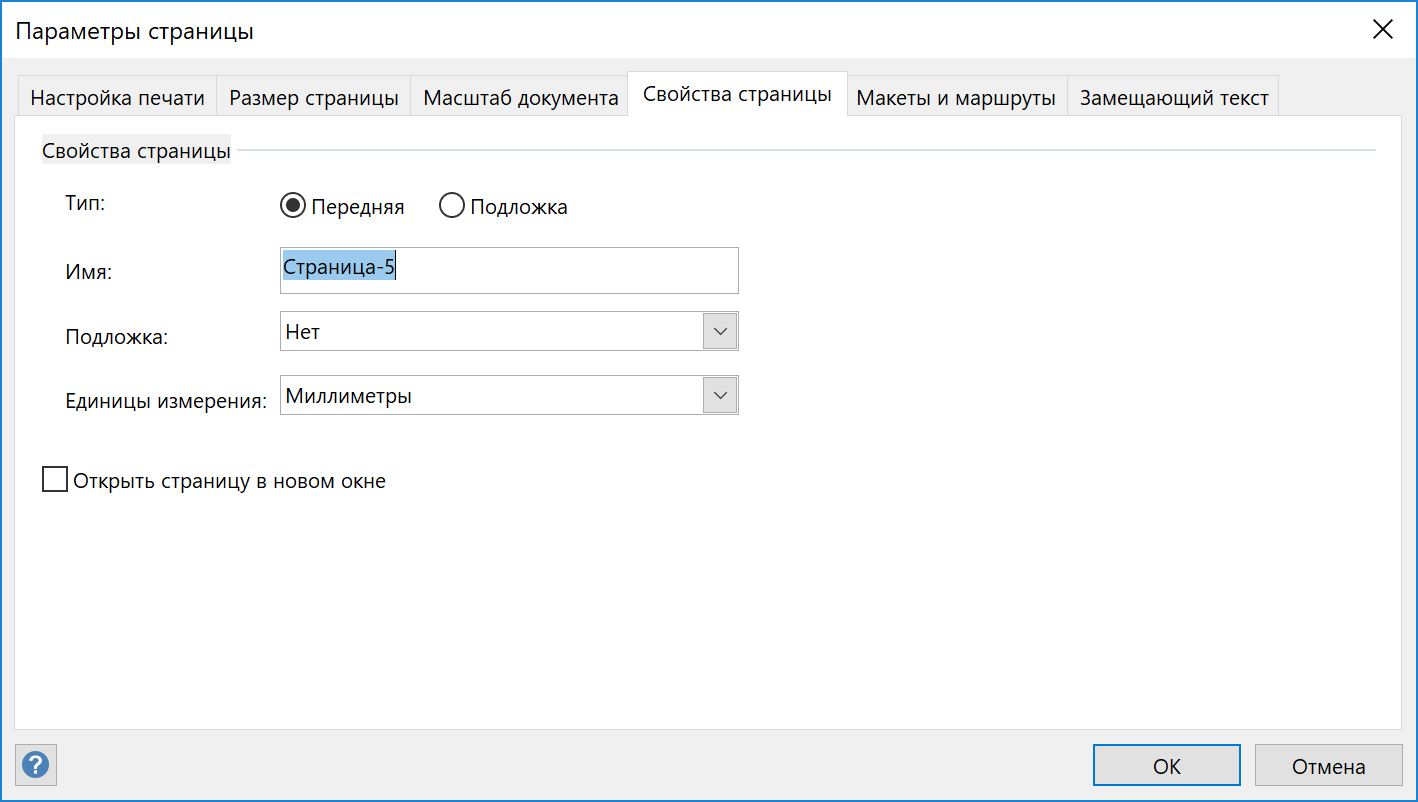 Параметры страницы
Настройка печати Размер страницы Масштаб документа Свойства страницы Макеты и маршруты Замещающий текст
Свойства страницы
Тип: Передняя Подложка
Имя: Страница-5
Подложка: Нет
Единицы измерения: Миллиметры
Открыть страницу в новом окне
? ОК Отмена